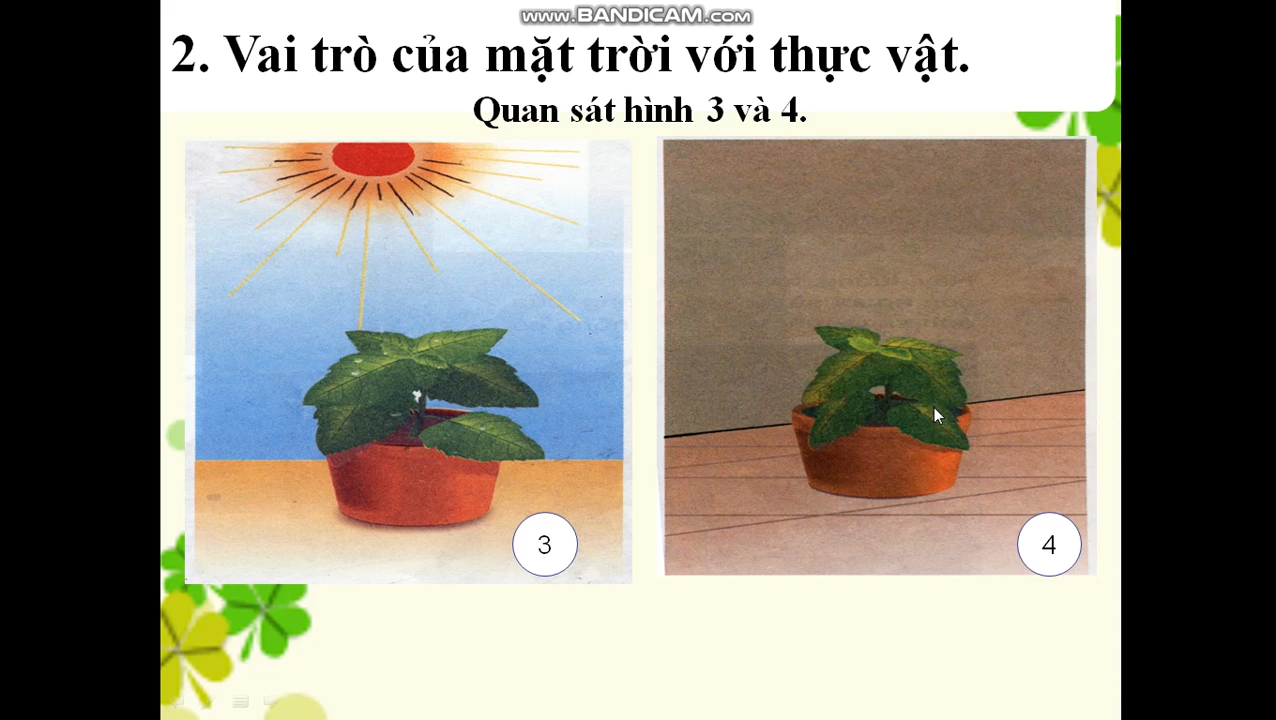 www.BANDICAM.com
2. Vai trò của mặt trời với thực vật.
Quan sát hình 3 và 4.
3
4